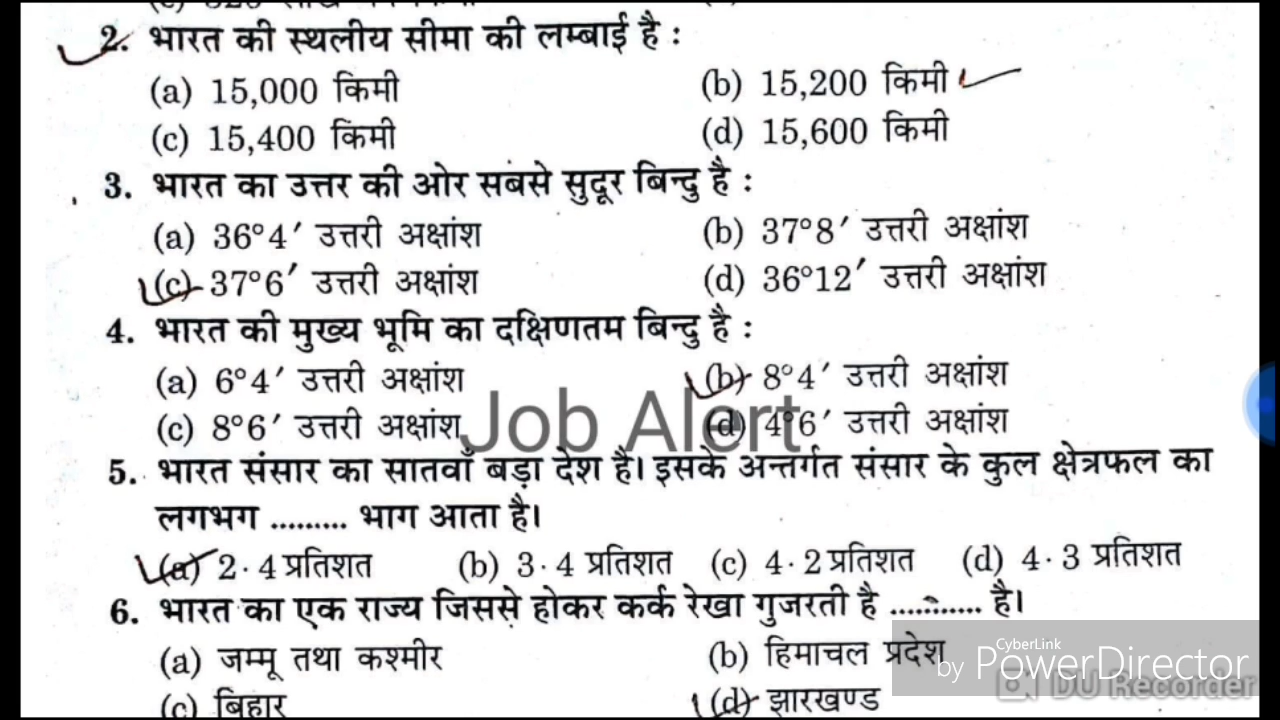 2. भारत की स्थलीय सीमा की लम्बाई है :
(a) 15,000 किमी (b) 15,200 किमी
(c) 15,400 किमी (d) 15,600 किमी
3. भारत का उत्तर की ओर सबसे सुदूर बिन्दु है :
(a) 36°4′ उत्तरी अक्षांश (b) 37°8′ उत्तरी अक्षांश
(c) 37°6′ उत्तरी अक्षांश (d) 36°12′ उत्तरी अक्षांश
4. भारत की मुख्य भूमि का दक्षिणतम बिन्दु है :
(a) 6°4′ उत्तरी अक्षांश (b) 8°4′ उत्तरी अक्षांश
(c) 8°6′ उत्तरी अक्षांश (d) 4°6′ उत्तरी अक्षांश
Job Alert
5. भारत संसार का सातवाँ बड़ा देश है। इसके अन्तर्गत संसार के कुल क्षेत्रफल का
लगभग ......... भाग आता है।
(a) 2·4 प्रतिशत (b) 3·4 प्रतिशत (c) 4·2 प्रतिशत (d) 4·3 प्रतिशत
6. भारत का एक राज्य जिससे होकर कर्क रेखा गुजरती है ........... है।
(a) जम्मू तथा कश्मीर (b) हिमाचल प्रदेश
CyberLink
by PowerDirector
DU Recorder
(c) बिहार (d) झारखण्ड